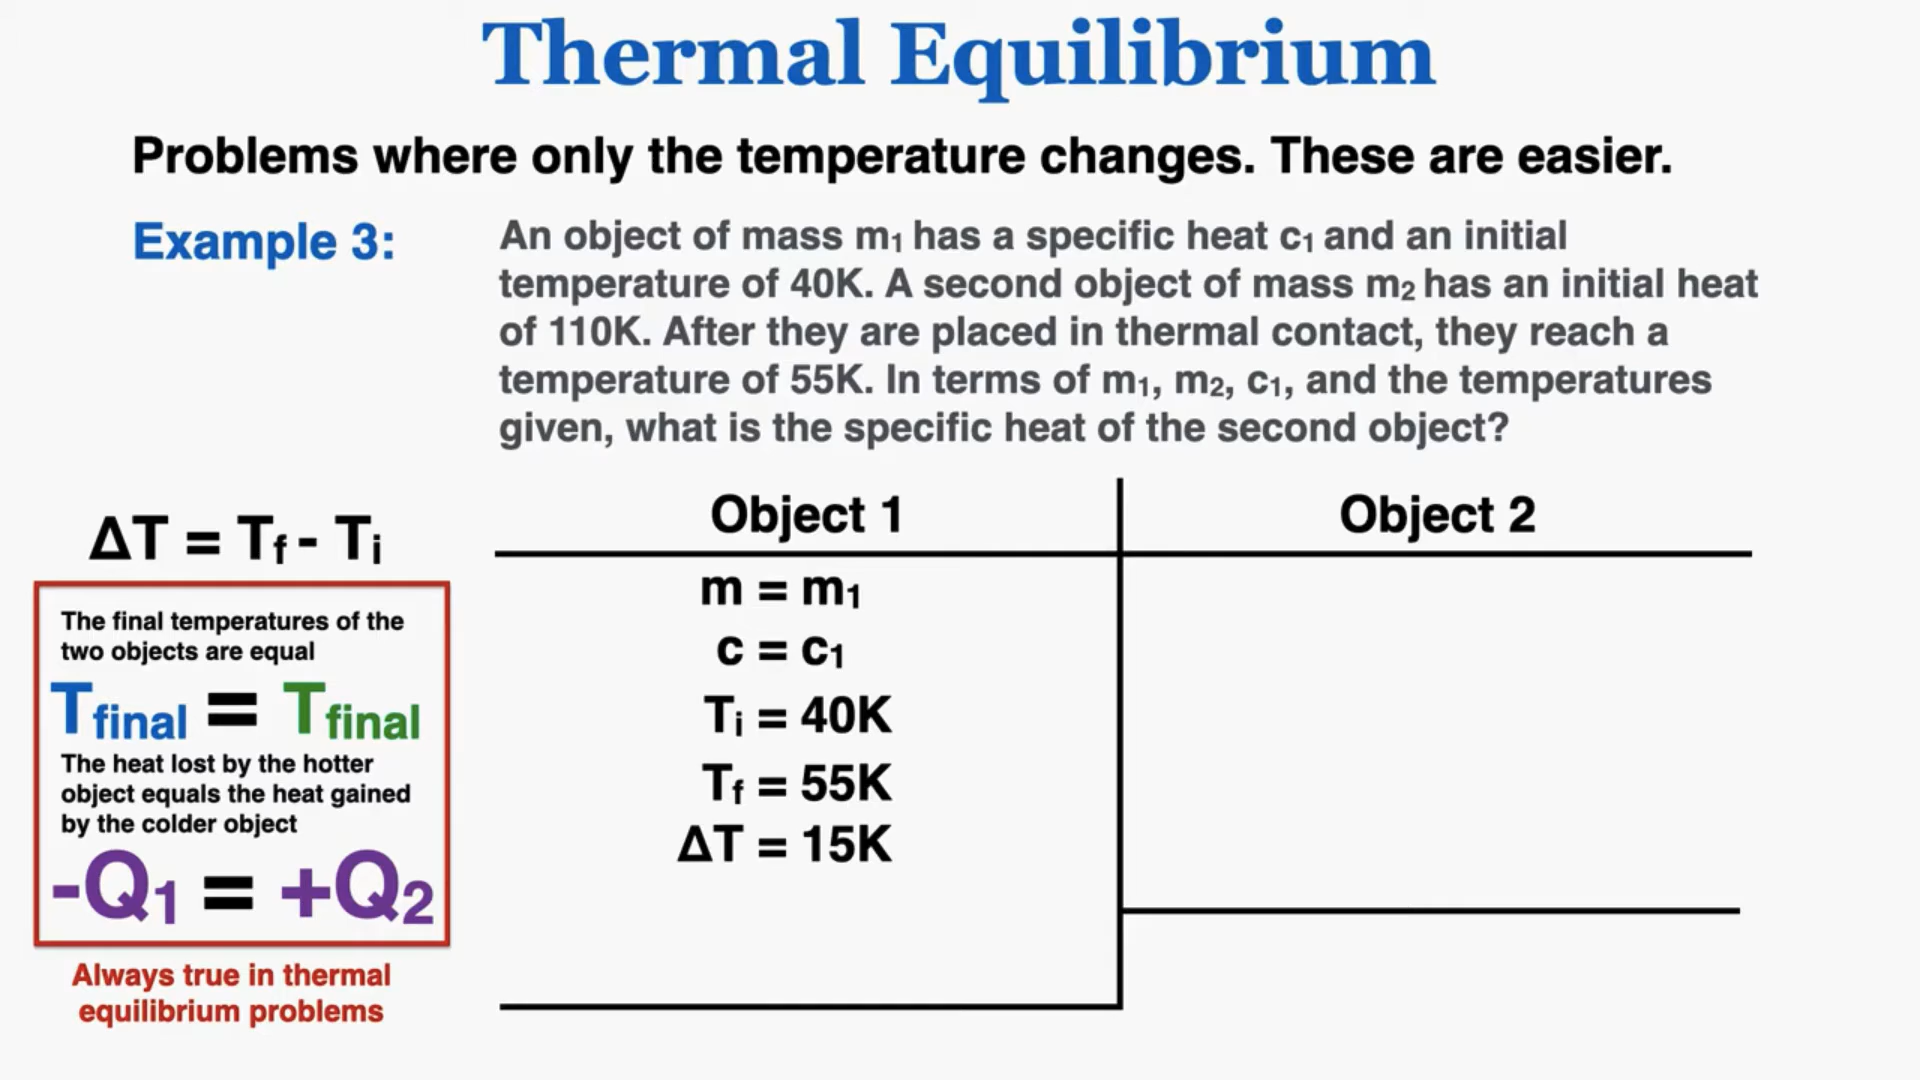 Thermal Equilibrium
Problems where only the temperature changes. These are easier.
Example 3:
An object of mass m₁ has a specific heat c₁ and an initial
temperature of 40K. A second object of mass m₂ has an initial heat
of 110K. After they are placed in thermal contact, they reach a
temperature of 55K. In terms of m₁, m₂, c₁, and the temperatures
given, what is the specific heat of the second object?
ΔT = Tf - Ti
The final temperatures of the
two objects are equal
Tfinal = Tfinal
The heat lost by the hotter
object equals the heat gained
by the colder object
-Q₁ = +Q₂
Always true in thermal
equilibrium problems
Object 1
m = m₁
c = c₁
Ti = 40K
Tf = 55K
ΔT = 15K
Object 2